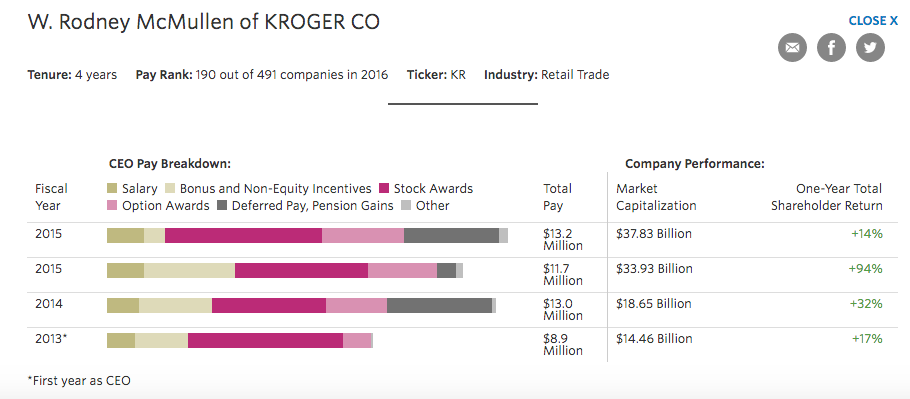 W. Rodney McMullen of KROGER CO
CLOSE X
Tenure: 4 years Pay Rank: 190 out of 491 companies in 2016 Ticker: KR Industry: Retail Trade
CEO Pay Breakdown: Company Performance:
Fiscal Year
Salary Bonus and Non-Equity Incentives Stock Awards
Option Awards Deferred Pay, Pension Gains Other
Total Pay
Market Capitalization
One-Year Total Shareholder Return
2015 $13.2 Million $37.83 Billion +14%
2015 $11.7 Million $33.93 Billion +94%
2014 $13.0 Million $18.65 Billion +32%
2013* $8.9 Million $14.46 Billion +17%
*First year as CEO